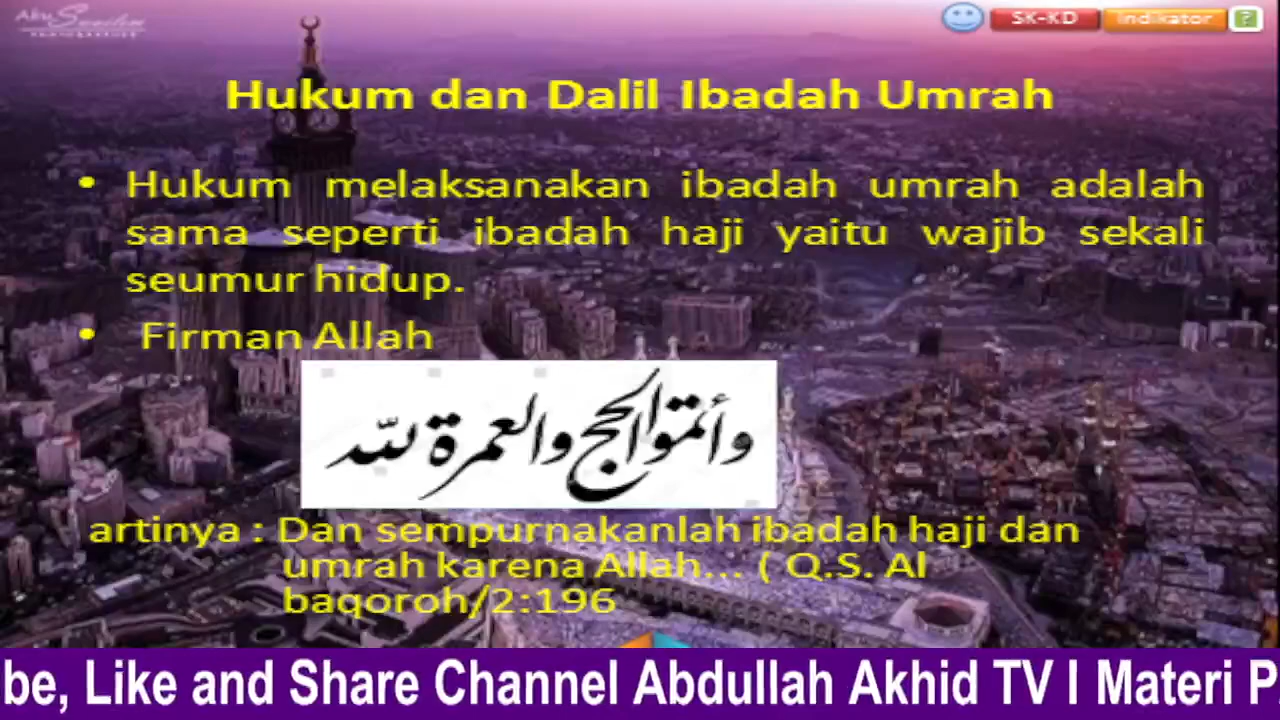 Abu
SK-KD
Indikator
?
Hukum dan Dalil Ibadah Umrah
• Hukum melaksanakan ibadah umrah adalah
sama seperti ibadah haji yaitu wajib sekali
seumur hidup.
• Firman Allah
وأتموا الحج والعمرة لله
artinya : Dan sempurnakanlah ibadah haji dan
umrah karena Allah... ( Q.S. Al
baqoroh/2:196
be, Like and Share Channel Abdullah Akhid TV I Materi P